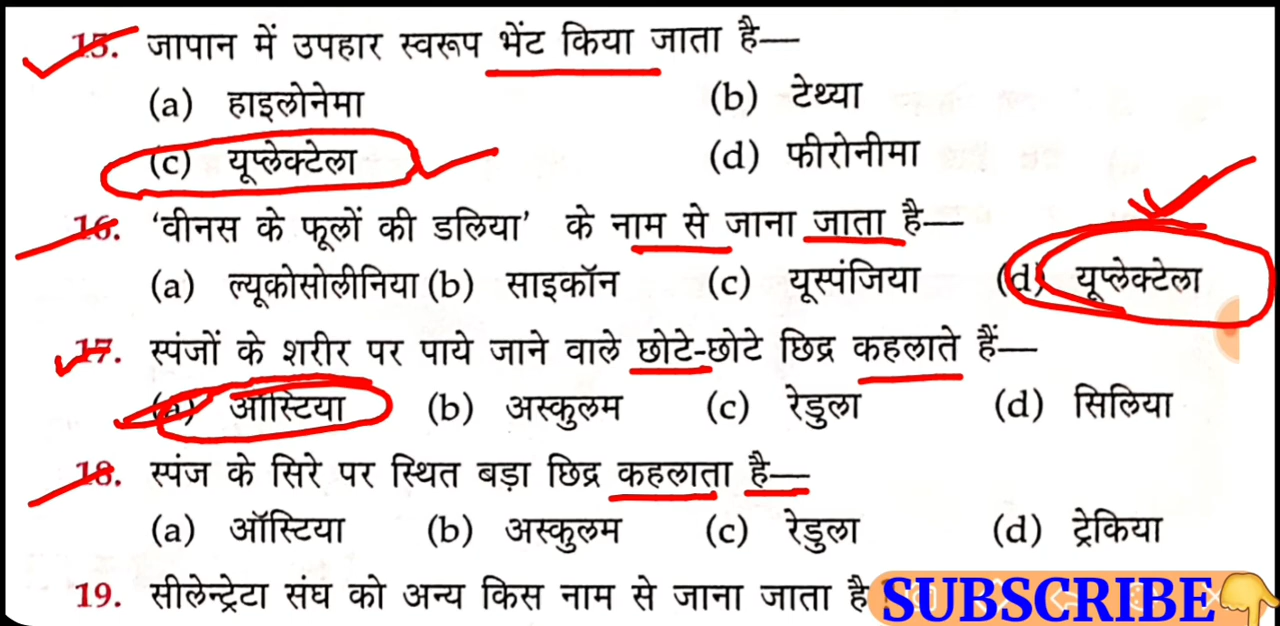 15. जापान में उपहार स्वरूप भेंट किया जाता है—
(a) हाइलोनेमा (b) टेथ्या
(c) यूप्लेक्टेला (d) फीरोनीमा
16. ‘वीनस के फूलों की डलिया’ के नाम से जाना जाता है—
(a) ल्यूकोसोलीनिया (b) साइकॉन (c) यूस्पंजिया (d) यूप्लेक्टेला
17. स्पंजों के शरीर पर पाये जाने वाले छोटे-छोटे छिद्र कहलाते हैं—
(a) ऑस्टिया (b) अस्कुलम (c) रेडुला (d) सिलिया
18. स्पंज के सिरे पर स्थित बड़ा छिद्र कहलाता है—
(a) ऑस्टिया (b) अस्कुलम (c) रेडुला (d) ट्रेकिया
19. सीलेन्ट्रेटा संघ को अन्य किस नाम से जाना जाता है
SUBSCRIBE